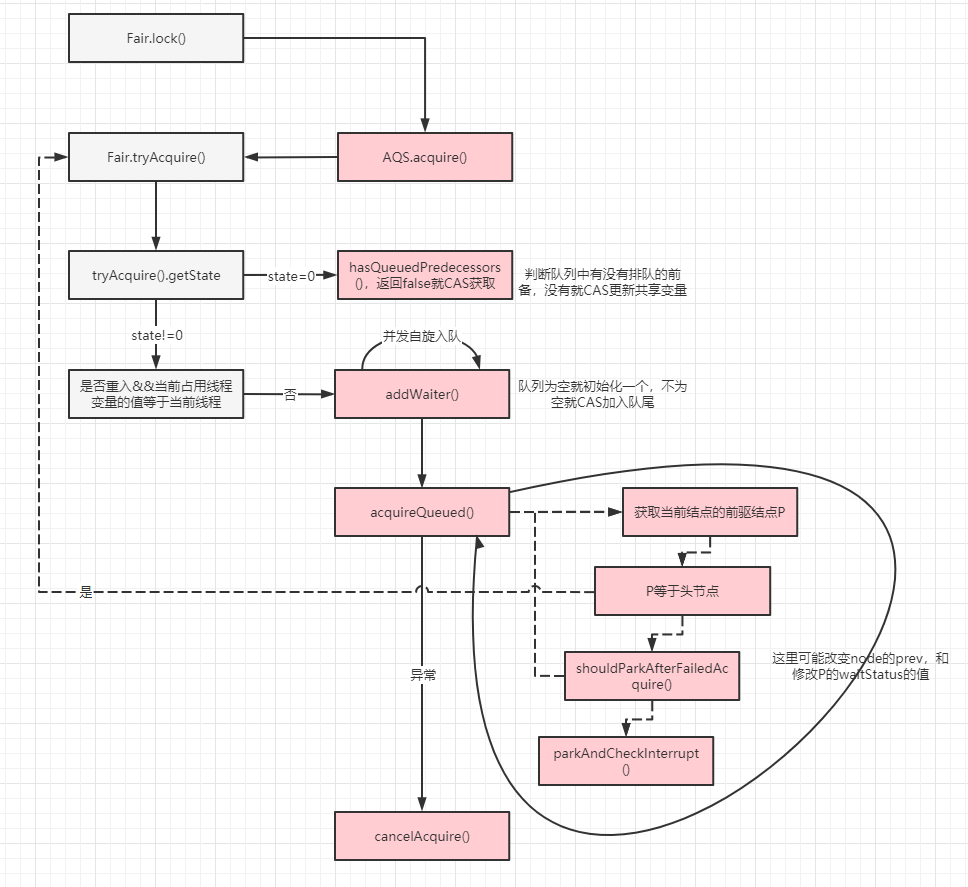 Fair.lock()
Fair.tryAcquire()
AQS.acquire()
tryAcquire().getState
state=0
hasQueuedPredecessors
()，返回false就CAS获取
判断队列中有没有排队的前
备，没有就CAS更新共享变量
state!=0
并发自旋入队
是否重入&&当前占用线程
变量的值等于当前线程
否
addWaiter()
队列为空就初始化一个，不为
空就CAS加入队尾
acquireQueued()
获取当前结点的前驱结点P
是
P等于头节点
异常
shouldParkAfterFailedAc
quire()
这里可能改变node的prev，和
修改P的waitStatus的值
parkAndCheckInterrupt
()
cancelAcquire()